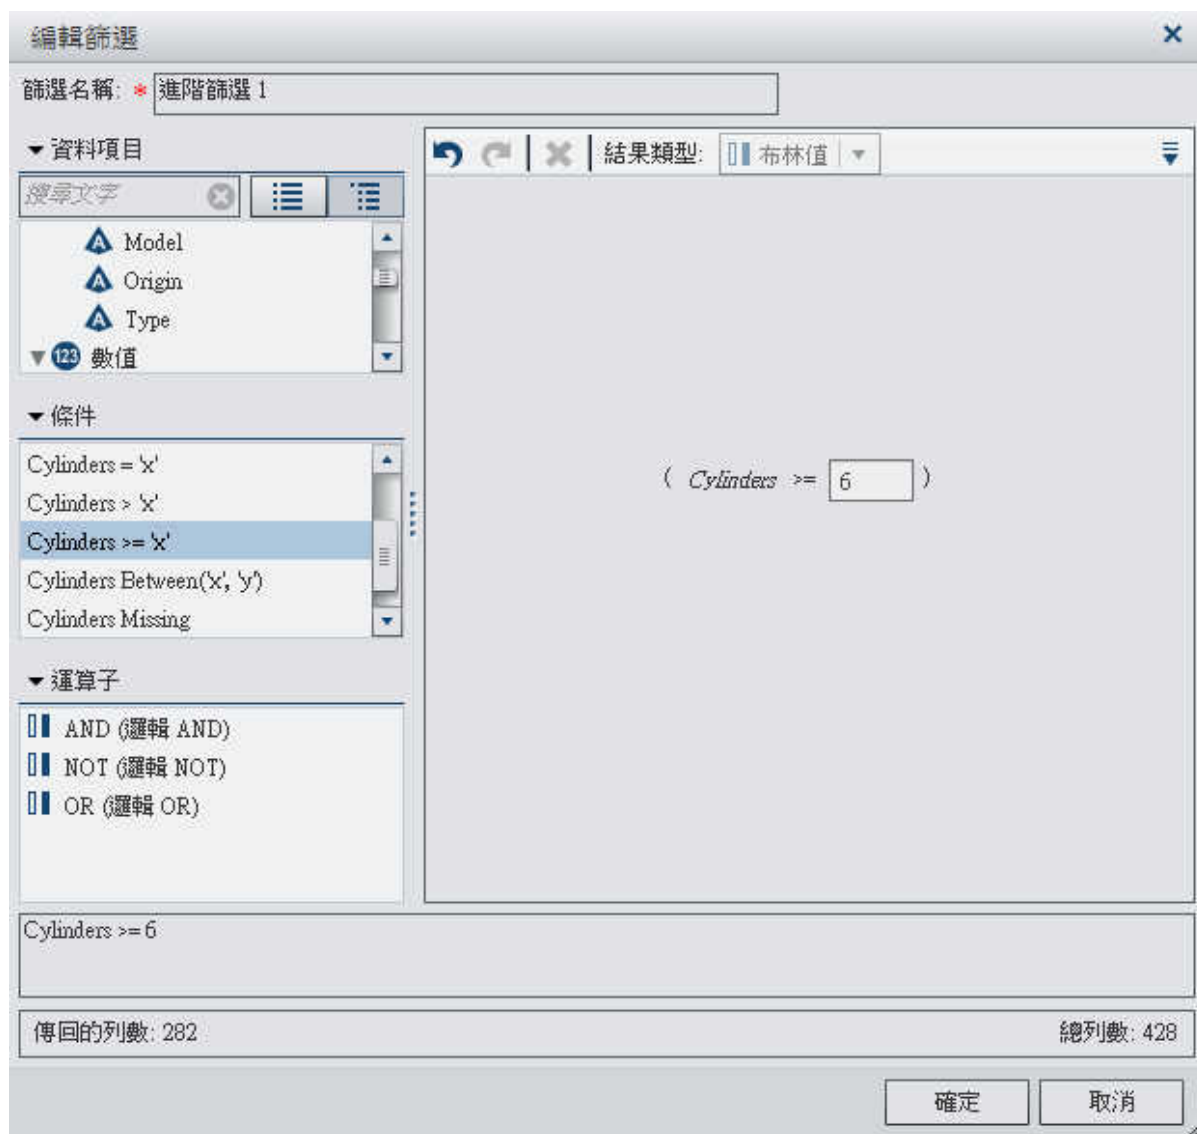 編輯篩選
篩選名稱: * 進階篩選 1
資料項目
搜尋文字
Model
Origin
Type
123 數值
條件
Cylinders = 'x'
Cylinders > 'x'
Cylinders >= 'x'
Cylinders Between('x', 'y')
Cylinders Missing
運算子
AND (邏輯 AND)
NOT (邏輯 NOT)
OR (邏輯 OR)
結果類型: 布林值
( Cylinders >= 6 )
Cylinders >= 6
傳回的列數: 282
總列數: 428
確定
取消